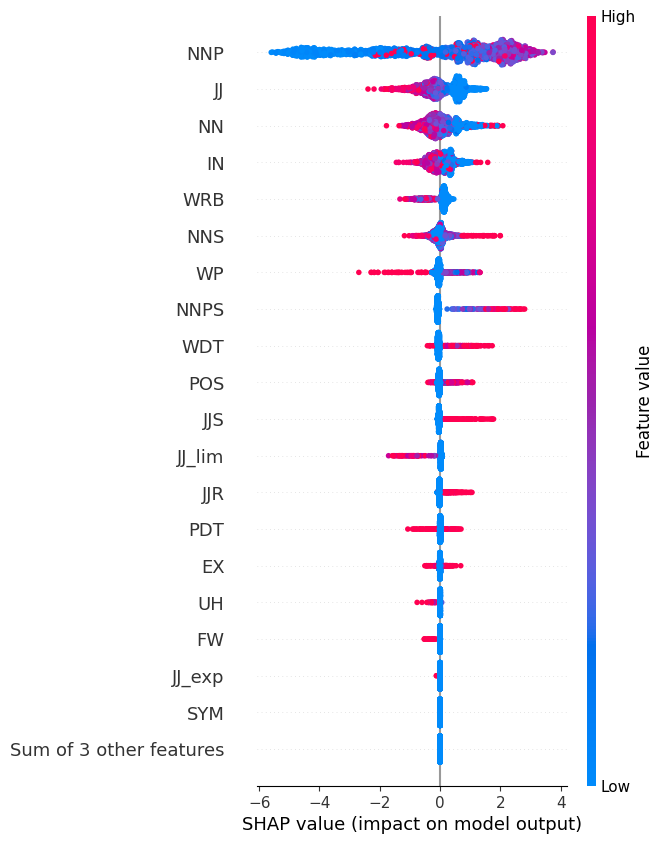 High
NNP
JJ
NN
IN
WRB
NNS
WP
NNPS
WDT
POS
JJS
JJ_lim
JJR
PDT
EX
UH
FW
JJ_exp
SYM
Sum of 3 other features
Feature value
Low
−6 −4 −2 0 2 4
SHAP value (impact on model output)